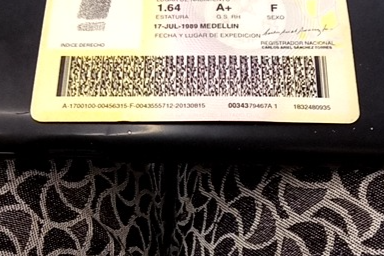 1.64 A+ F
ESTATURA G.S. RH SEXO
17-JUL-1989 MEDELLIN
FECHA Y LUGAR DE EXPEDICION
INDICE DERECHO
REGISTRADOR NACIONAL
CARLOS ARIEL SÁNCHEZ TORRES
A-1700100-00456315-F-0043555712-20130815 0034379467A 1 1832480935